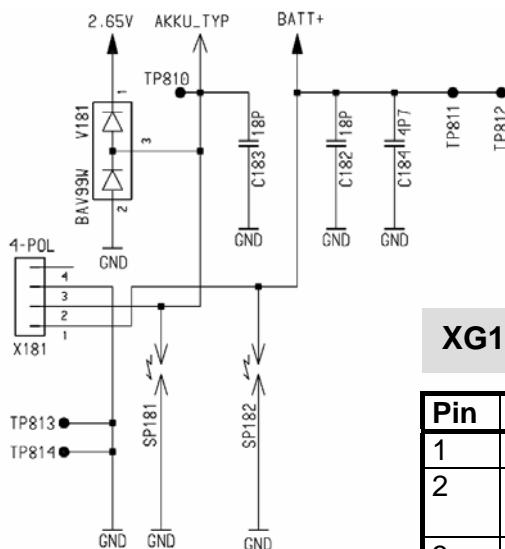 2.65V AKKU_TYP BATT+
TP810
1
V181
3
BAV99W
2
GND
18P
C183
GND
18P
C182
GND
4P7
C184
GND
TP811
TP812
4-POL
4
3
2
1
X181
SP181
SP182
TP813
TP814
GND GND GND
XG1
Pin
1
2